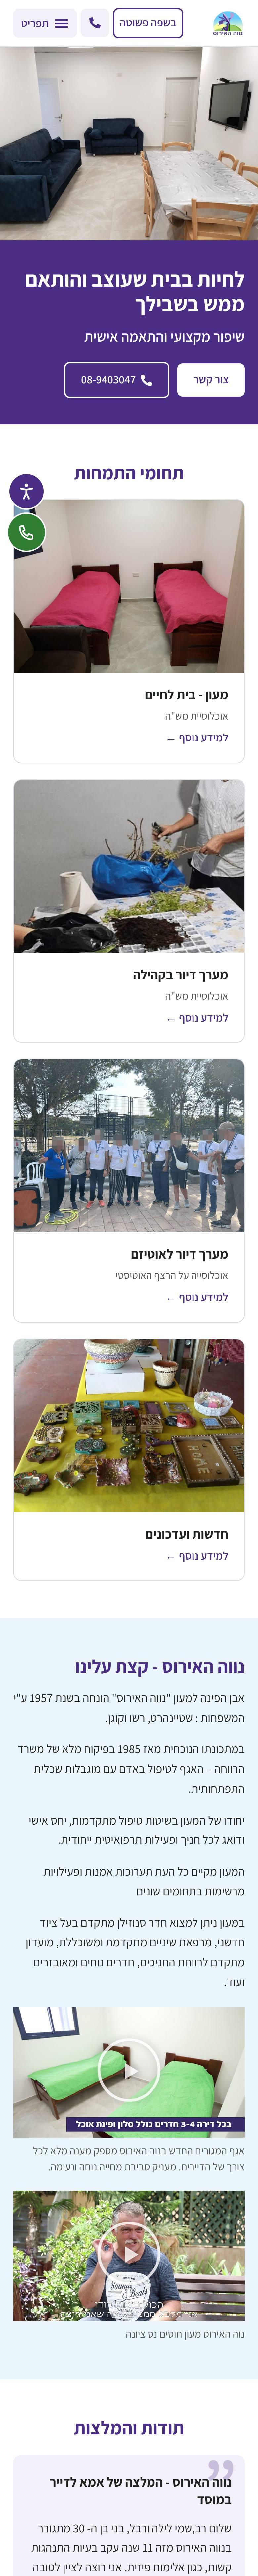 נווה האירוס
בשפה פשוטה
תפריט
לחיות בבית שעוצב והותאם
ממש בשבילך
שיפור מקצועי והתאמה אישית
צור קשר
08-9403047
תחומי התמחות
מעון - בית לחיים
אוכלוסיית מש"ה
למידע נוסף ←
מערך דיור בקהילה
אוכלוסיית מש"ה
למידע נוסף ←
מערך דיור לאוטיזם
אוכלוסייה על הרצף האוטיסטי
למידע נוסף ←
חדשות ועדכונים
למידע נוסף ←
נווה האירוס - קצת עלינו
אבן הפינה למעון "נווה האירוס" הונחה בשנת 1957 ע"י
המשפחות : שטיינהרט, רשו וקוגן.
במתכונתו הנוכחית מאז 1985 בפיקוח מלא של משרד
הרווחה – האגף לטיפול באדם עם מוגבלות שכלית
התפתחותית.
יחודו של המעון בשיטות טיפול מתקדמות, יחס אישי
ודואג לכל חניך ופעילות תרפואיטית ייחודית.
המעון מקיים כל העת תערוכות אמנות ופעילויות
מרשימות בתחומים שונים
במעון ניתן למצוא חדר סנוזילן מתקדם בעל ציוד
חדשני, מרפאת שיניים מתקדמת ומשוכללת, מועדון
מתקדם לרווחת החניכים, חדרים נוחים ומאובזרים
ועוד.
בכל דירה 3-4 חדרים כולל סלון ופינת אוכל
אגף המגורים החדש בנוה האירוס מספק מענה מלא לכל
צורך של הדיירים. מעניק סביבת מחייה נוחה ונעימה.
נוה האירוס מעון חוסים נס ציונה
תודות והמלצות
נווה האירוס - המלצה של אמא לדייר
במוסד
שלום רב,שמי לילה ורבל, בני בן ה- 30 מתגורר
בנווה האירוס מזה 11 שנה עקב בעיות התנהגות
קשות, כגון אלימות פיזית. אני רוצה לציין לטובה